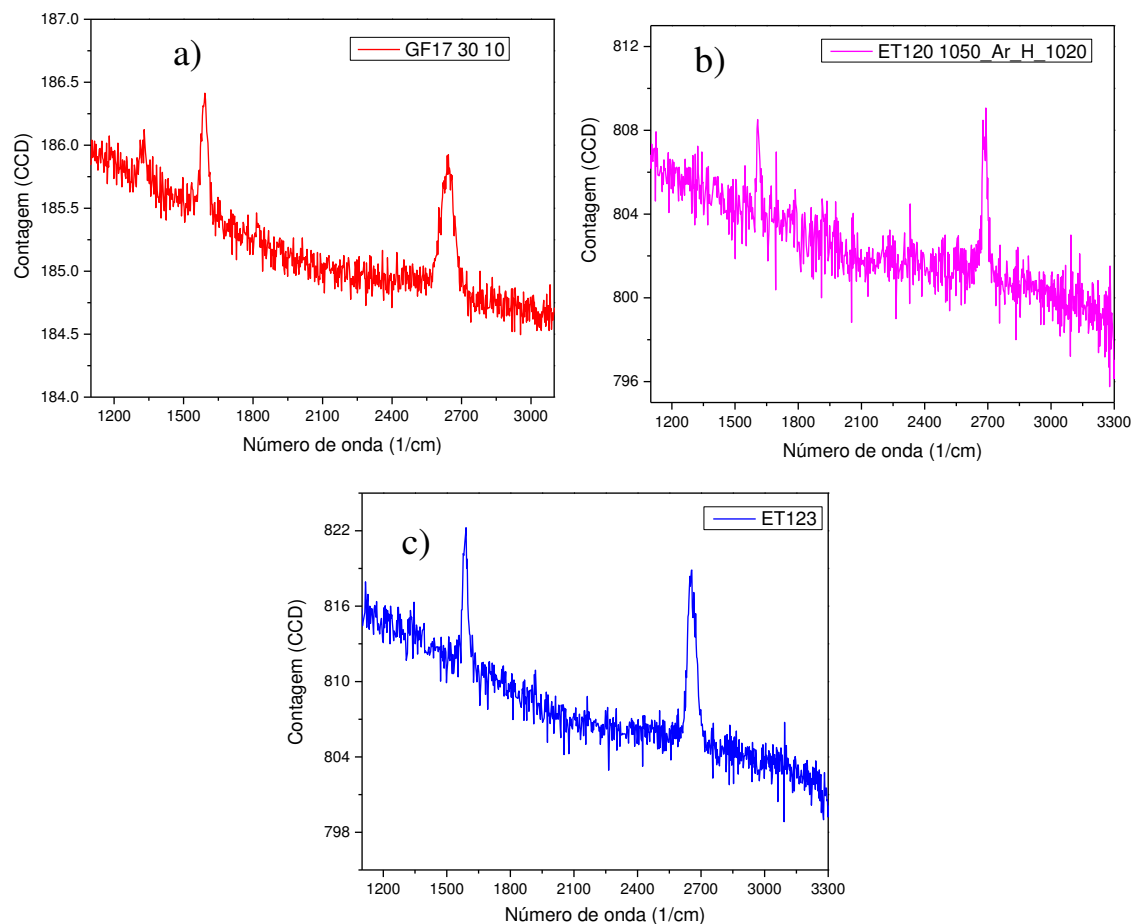 a)
GF17 30 10
187.0
186.5
186.0
185.5
185.0
184.5
184.0
Contagem (CCD)
1200 1500 1800 2100 2400 2700 3000
Número de onda (1/cm)
b)
ET120 1050_Ar_H_1020
812
808
804
800
796
Contagem (CCD)
1200 1500 1800 2100 2400 2700 3000 3300
Número de onda (1/cm)
c)
ET123
822
816
810
804
798
Contagem (CCD)
1200 1500 1800 2100 2400 2700 3000 3300
Número de onda (1/cm)